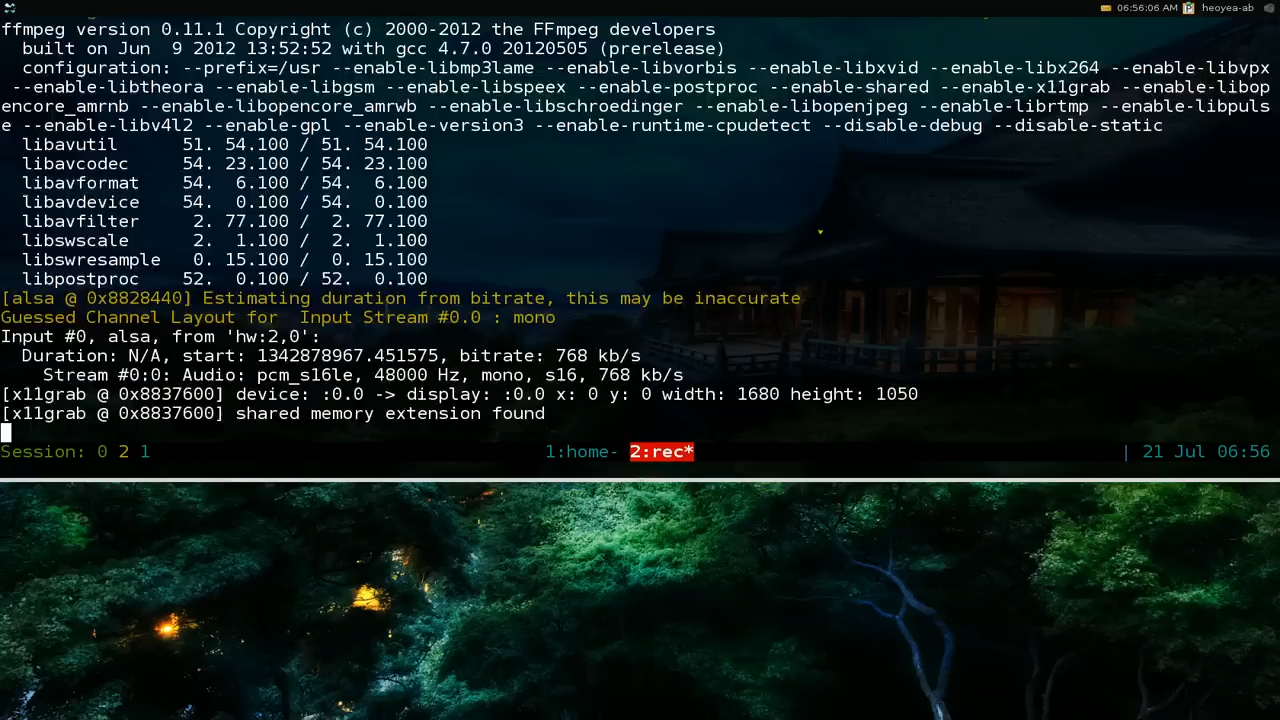 06:56:06 AM heoyea-ab
ffmpeg version 0.11.1 Copyright (c) 2000-2012 the FFmpeg developers
  built on Jun  9 2012 13:52:52 with gcc 4.7.0 20120505 (prerelease)
  configuration: --prefix=/usr --enable-libmp3lame --enable-libvorbis --enable-libxvid --enable-libx264 --enable-libvpx
 --enable-libtheora --enable-libgsm --enable-libspeex --enable-postproc --enable-shared --enable-x11grab --enable-libop
encore_amrnb --enable-libopencore_amrwb --enable-libschroedinger --enable-libopenjpeg --enable-librtmp --enable-libpuls
e --enable-libv4l2 --enable-gpl --enable-version3 --enable-runtime-cpudetect --disable-debug --disable-static
  libavutil      51. 54.100 / 51. 54.100
  libavcodec     54. 23.100 / 54. 23.100
  libavformat    54.  6.100 / 54.  6.100
  libavdevice    54.  0.100 / 54.  0.100
  libavfilter     2. 77.100 /  2. 77.100
  libswscale      2.  1.100 /  2.  1.100
  libswresample   0. 15.100 /  0. 15.100
  libpostproc    52.  0.100 / 52.  0.100
[alsa @ 0x8828440] Estimating duration from bitrate, this may be inaccurate
Guessed Channel Layout for  Input Stream #0.0 : mono
Input #0, alsa, from 'hw:2,0':
  Duration: N/A, start: 1342878967.451575, bitrate: 768 kb/s
    Stream #0:0: Audio: pcm_s16le, 48000 Hz, mono, s16, 768 kb/s
[x11grab @ 0x8837600] device: :0.0 -> display: :0.0 x: 0 y: 0 width: 1680 height: 1050
[x11grab @ 0x8837600] shared memory extension found
Session: 0 2 1 1:home- 2:rec* | 21 Jul 06:56